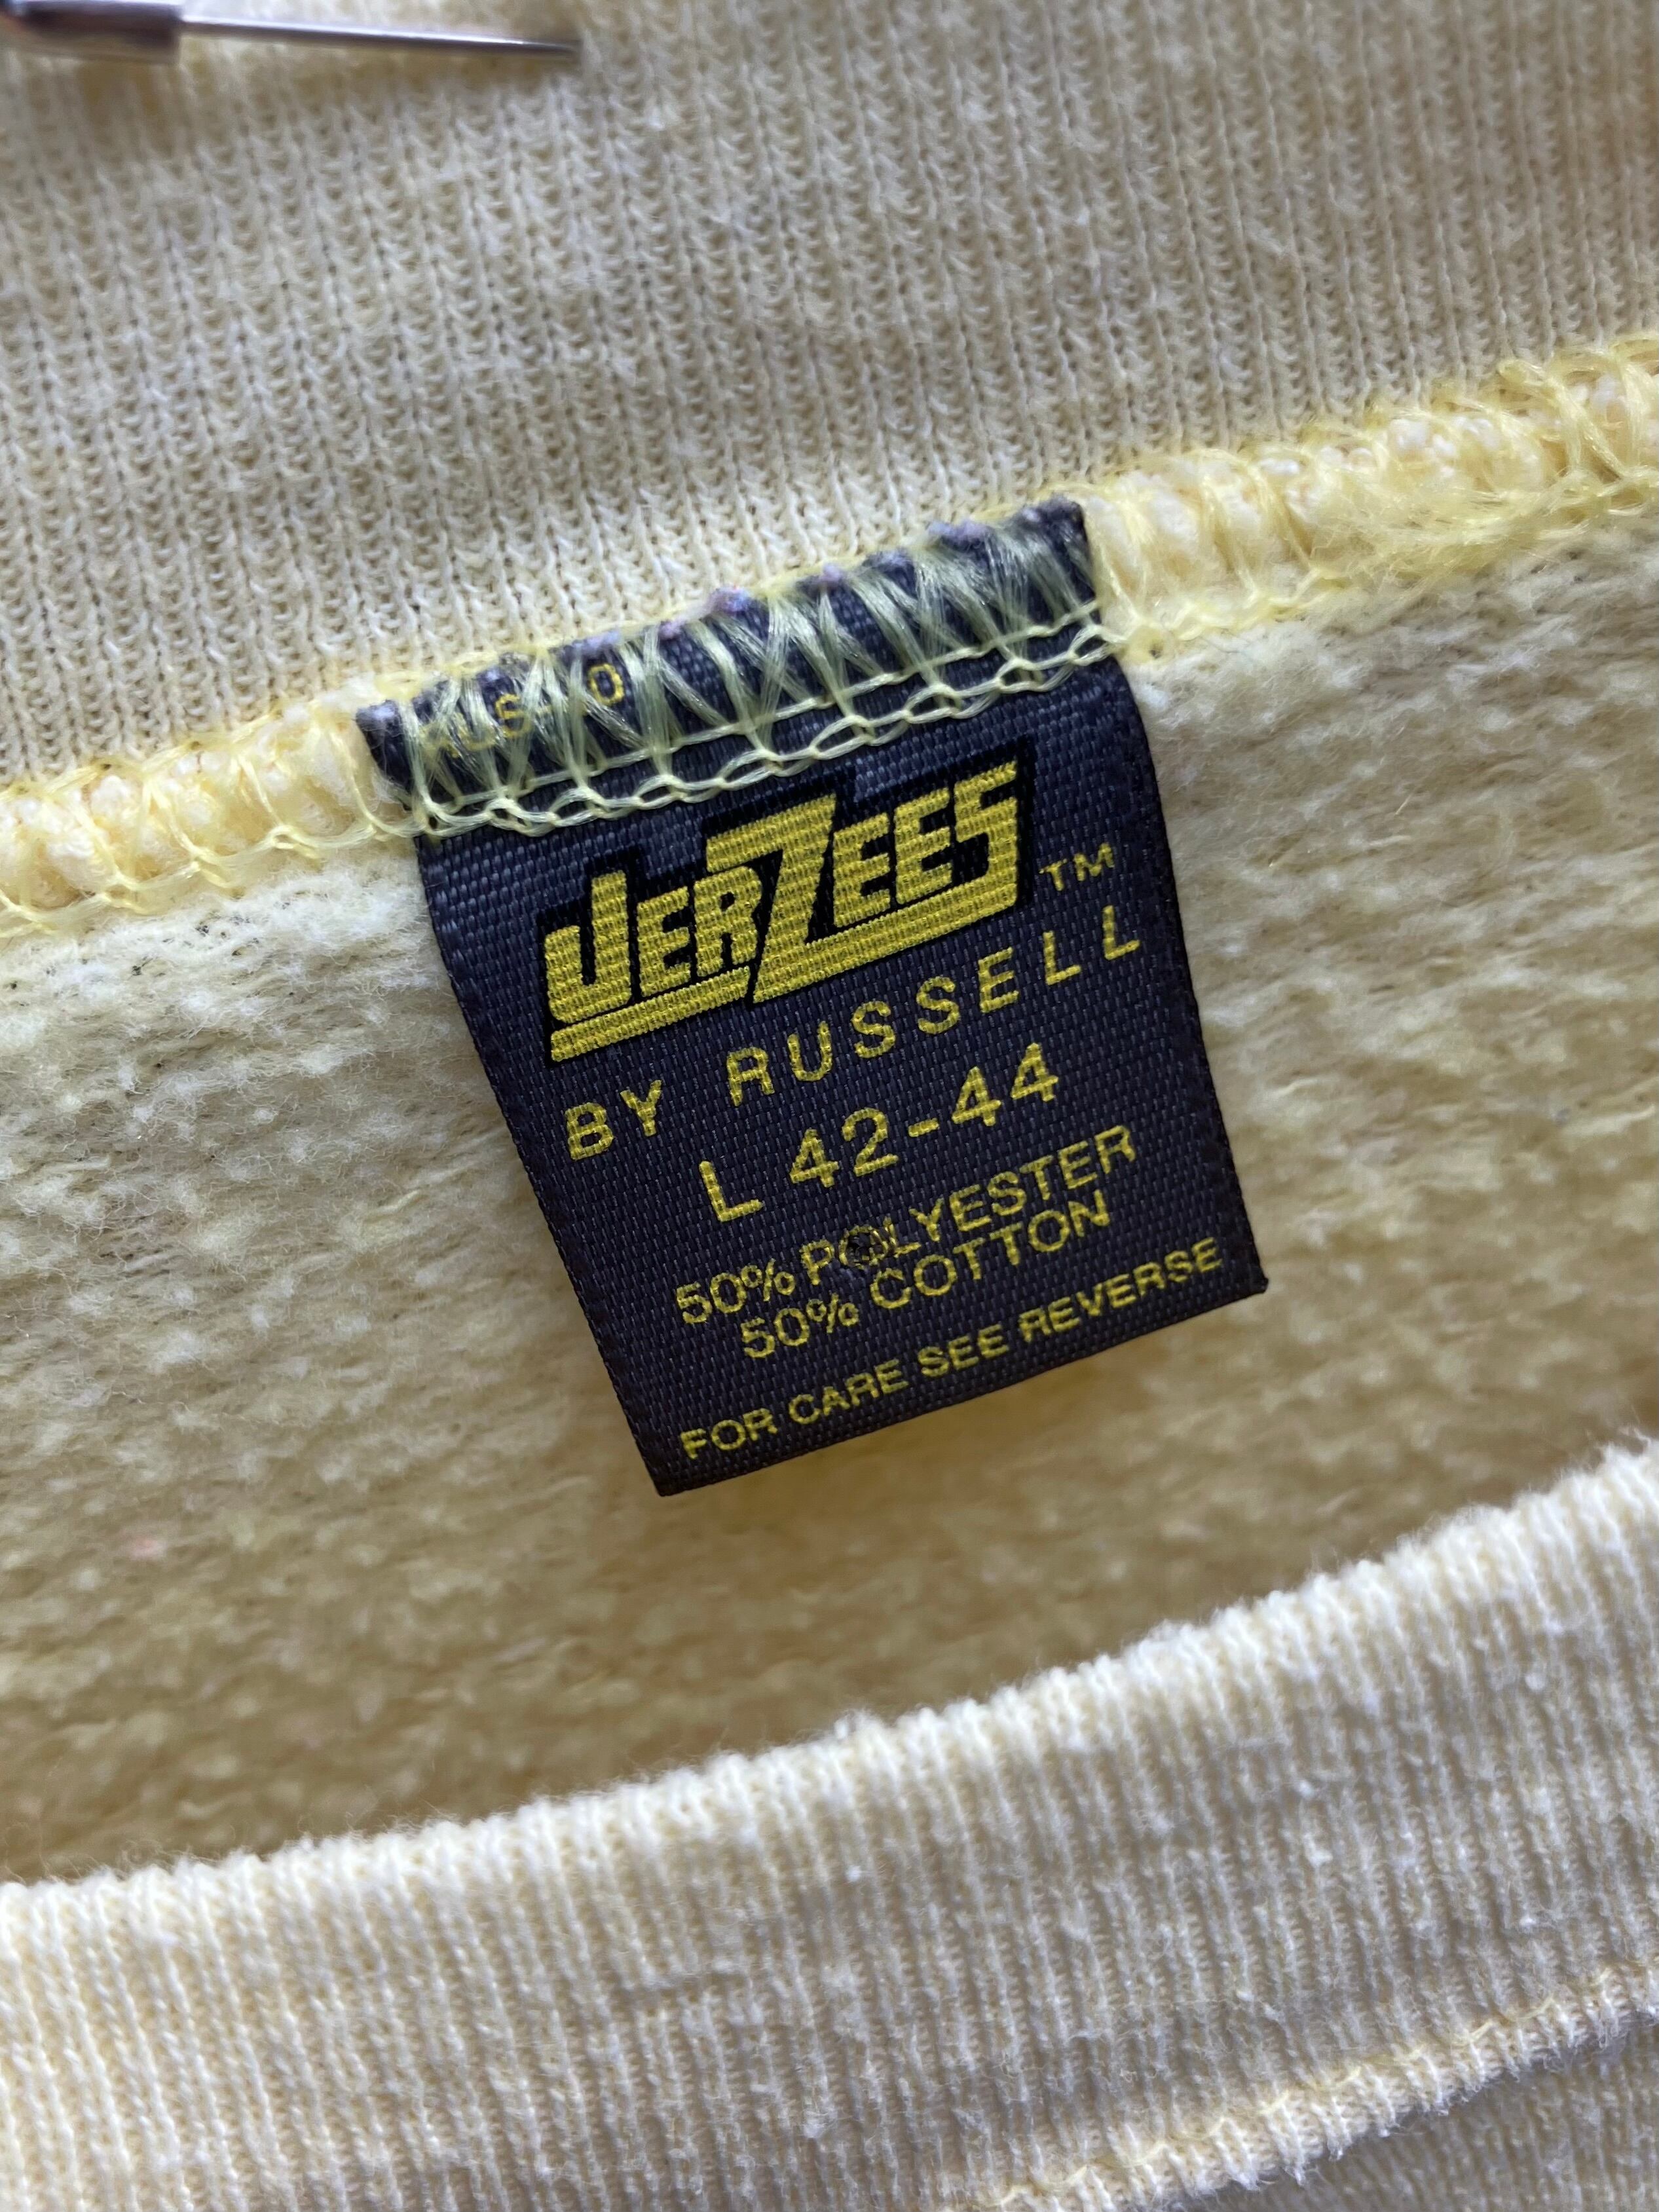 JERZEES™
BY RUSSELL
L 42-44
50% POLYESTER
50% COTTON
FOR CARE SEE REVERSE